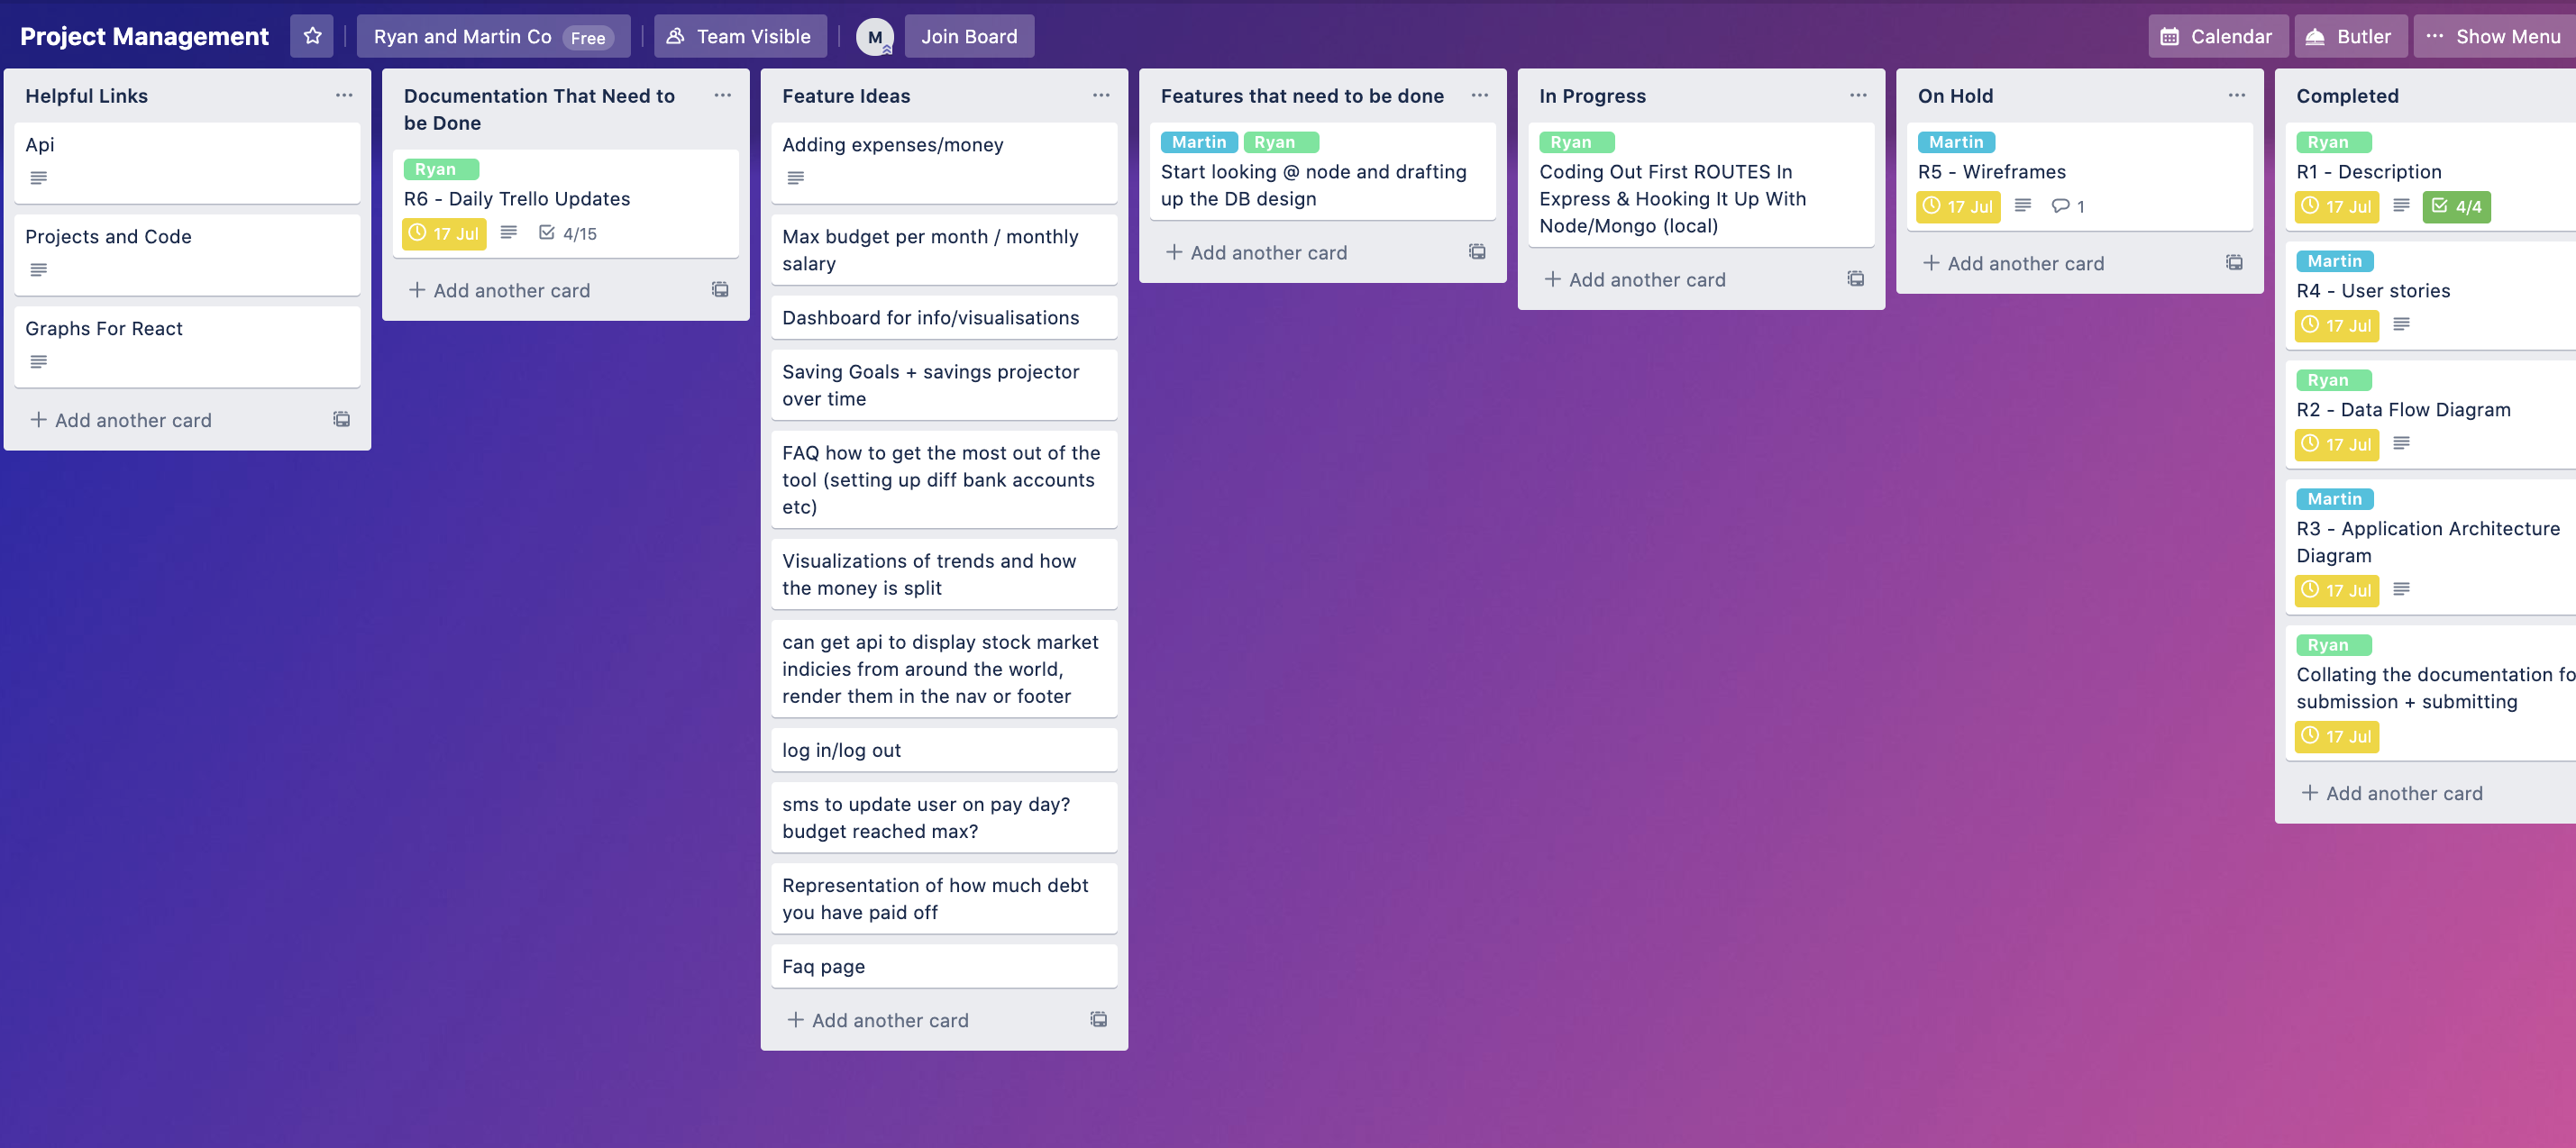 Project Management
Ryan and Martin Co Free
Team Visible
M
Join Board
Calendar
Butler
Show Menu
Helpful Links
Api
Projects and Code
Graphs For React
Add another card
Documentation That Need to
be Done
Ryan
R6 - Daily Trello Updates
17 Jul 4/15
Add another card
Feature Ideas
Adding expenses/money
Max budget per month / monthly
salary
Dashboard for info/visualisations
Saving Goals + savings projector
over time
FAQ how to get the most out of the
tool (setting up diff bank accounts
etc)
Visualizations of trends and how
the money is split
can get api to display stock market
indicies from around the world,
render them in the nav or footer
log in/log out
sms to update user on pay day?
budget reached max?
Representation of how much debt
you have paid off
Faq page
Add another card
Features that need to be done
Martin Ryan
Start looking @ node and drafting
up the DB design
Add another card
In Progress
Ryan
Coding Out First ROUTES In
Express & Hooking It Up With
Node/Mongo (local)
Add another card
On Hold
Martin
R5 - Wireframes
17 Jul 1
Add another card
Completed
Ryan
R1 - Description
17 Jul 4/4
Martin
R4 - User stories
17 Jul
Ryan
R2 - Data Flow Diagram
17 Jul
Martin
R3 - Application Architecture
Diagram
17 Jul
Ryan
Collating the documentation fo
submission + submitting
17 Jul
Add another card